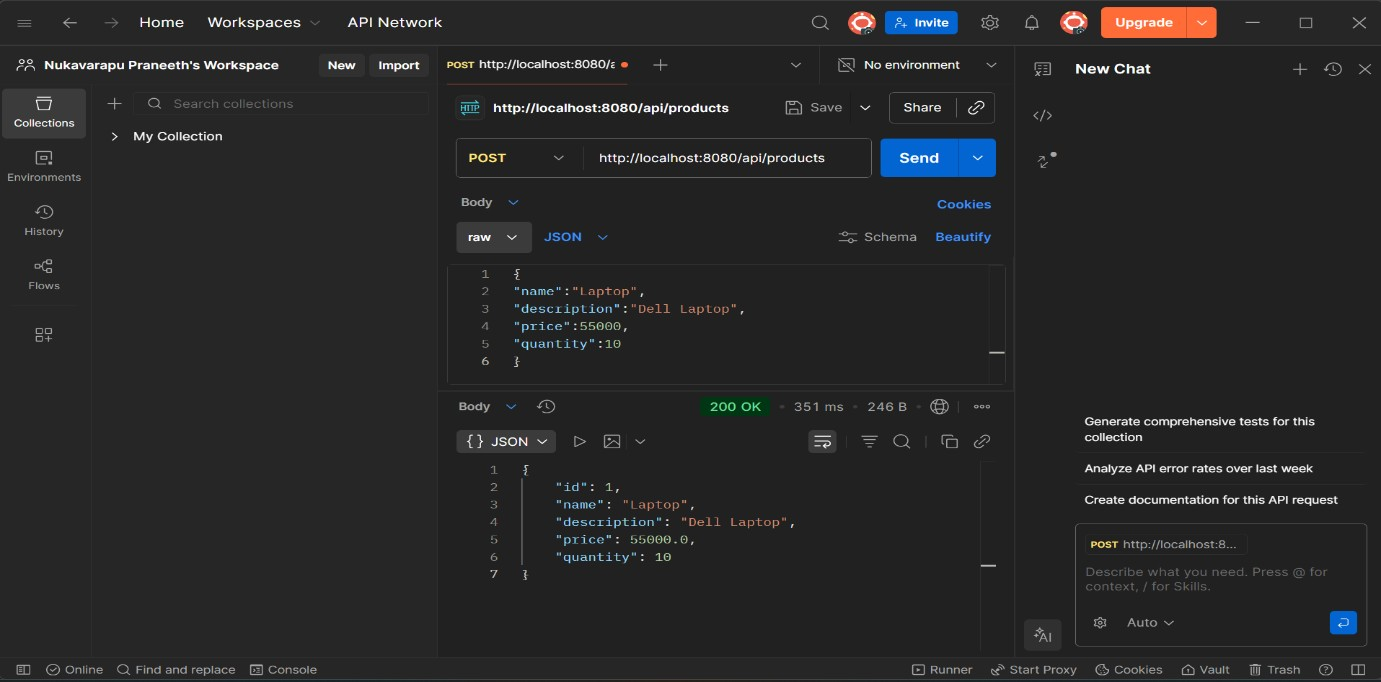 Home Workspaces API Network Invite Upgrade
Nukavarapu Praneeth's Workspace New Import
POST http://localhost:8080/a No environment
New Chat
Collections
Search collections
My Collection
Environments
History
Flows
HTTP http://localhost:8080/api/products Save Share
POST http://localhost:8080/api/products Send
Body Cookies
raw JSON Schema Beautify
1 {
2 "name":"Laptop",
3 "description":"Dell Laptop",
4 "price":55000,
5 "quantity":10
6 }
Body 200 OK 351 ms 246 B
{} JSON
1 {
2 "id": 1,
3 "name": "Laptop",
4 "description": "Dell Laptop",
5 "price": 55000.0,
6 "quantity": 10
7 }
Generate comprehensive tests for this
collection
Analyze API error rates over last week
Create documentation for this API request
POST http://localhost:8...
Describe what you need. Press @ for
context, / for Skills.
Auto
AI
Online Find and replace Console Runner Start Proxy Cookies Vault Trash